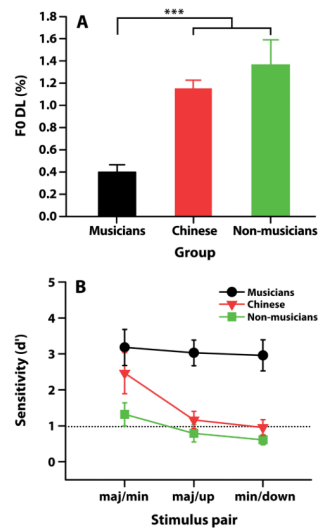 A
***
F0 DL (%)
1.8
1.6
1.4
1.2
1.0
0.8
0.6
0.4
0.2
0.0
Musicians Chinese Non-musicians
Group
B
Musicians
Chinese
Non-musicians
Sensitivity (d')
5
4
3
2
1
0
maj/min maj/up min/down
Stimulus pair